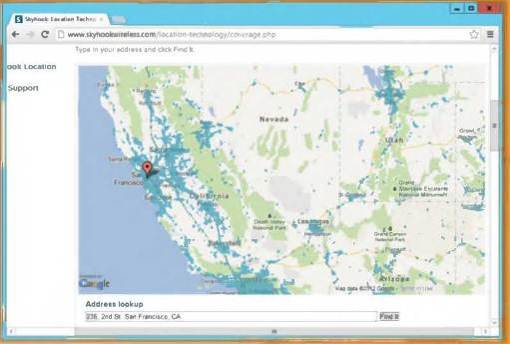 Skyhook: Location Techno ×
www.skyhookwireless.com/location-technology/coverage.php
Type in your address and click Find It.
ook Location
Support
Nevada
Utah
San
Francisco
California
Death Valley
National Park
Las Vegas
Grand
Staircase Escalante
National Monument
Grand Canyon
National Park
Arizona
Google
Map data ©2012 Google
Address lookup
236, 2nd St. San Francisco, CA
Find It